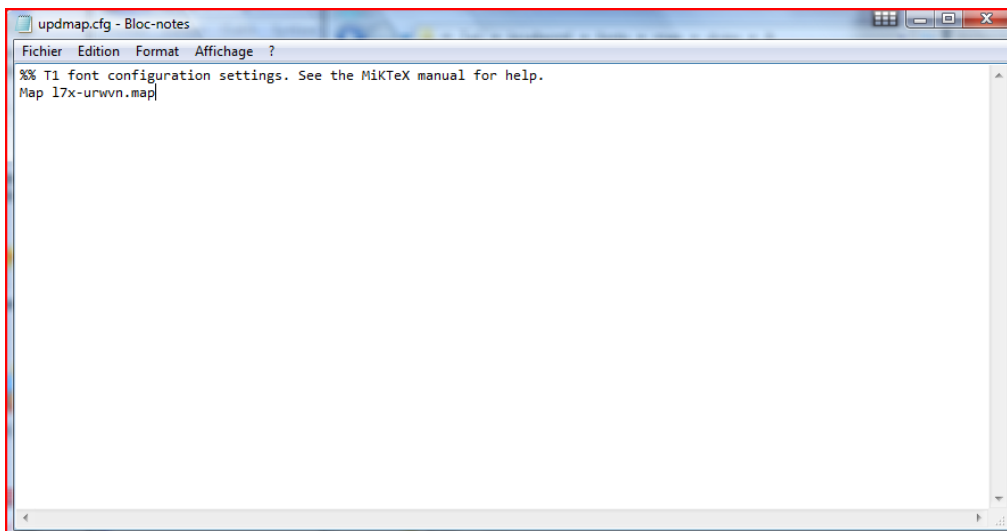 updmap.cfg - Bloc-notes
Fichier Edition Format Affichage ?
%% T1 font configuration settings. See the MiKTeX manual for help.
Map l7x-urwvn.map